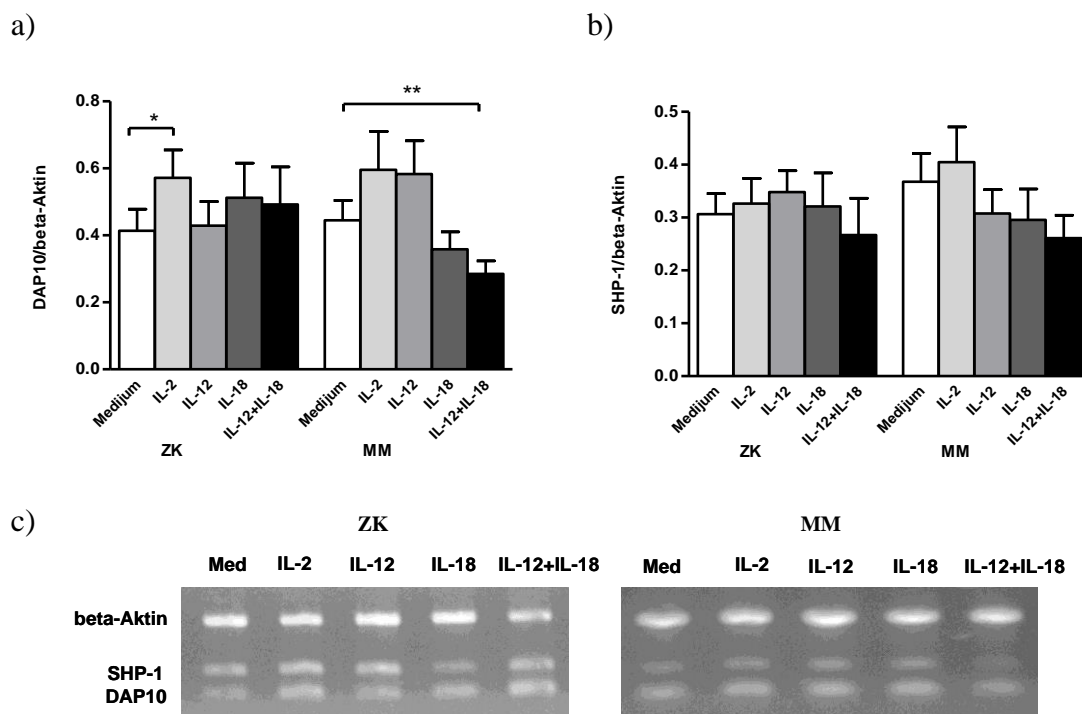 a)
b)
DAP10/beta-Aktin
0.8
0.6
0.4
0.2
0.0
*
**
Medijum IL-2 IL-12 IL-18 IL-12+IL-18 Medijum IL-2 IL-12 IL-18 IL-12+IL-18
ZK MM
SHP-1/beta-Aktin
0.5
0.4
0.3
0.2
0.1
0.0
Medijum IL-2 IL-12 IL-18 IL-12+IL-18 Medijum IL-2 IL-12 IL-18 IL-12+IL-18
ZK MM
c)
ZK MM
Med IL-2 IL-12 IL-18 IL-12+IL-18 Med IL-2 IL-12 IL-18 IL-12+IL-18
beta-Aktin
SHP-1
DAP10